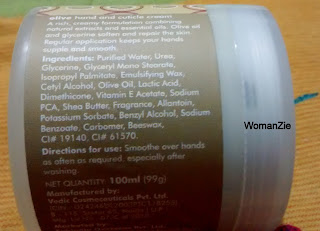 olive hand and cuticle cream
A rich, creamy formulation containing
natural extracts and essential oils. Olive oil
and glycerine soften and repair the skin.
Regular application keeps your hands
supple and smooth.
Ingredients: Purified Water, Urea,
Glycerine, Glyceryl Mono Stearate,
Isopropyl Palmitate, Emulsifying Wax,
Cetyl Alcohol, Olive Oil, Lactic Acid,
Dimethicone, Vitamin E Acetate, Sodium
PCA, Shea Butter, Fragrance, Allantoin,
Potassium Sorbate, Benzyl Alcohol, Sodium
Benzoate, Carbomer, Beeswax,
CI# 19140, CI# 61570.
Directions for use: Smoothe over hands
as often as required, especially after
washing.
NET QUANTITY: 100ml (99g)
Manufactured by:
Vedic Cosmeceuticals Pvt. Ltd.
WomanZie